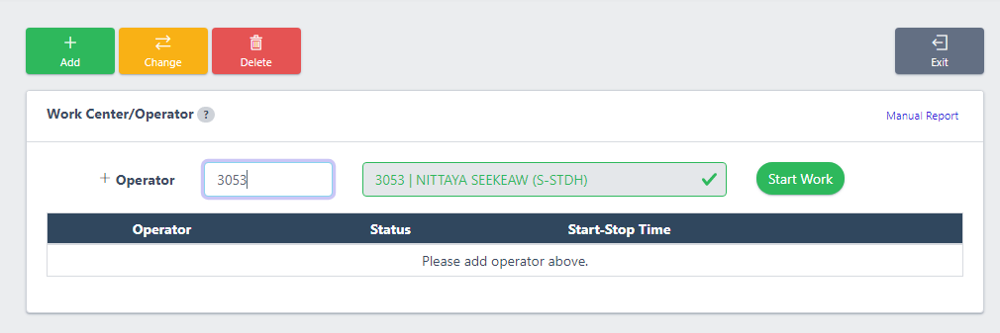 Add
Change
Delete
Exit
Work Center/Operator ?
Manual Report
+ Operator
3053
3053 | NITTAYA SEEKEAW (S-STDH)
Start Work
Operator Status Start-Stop Time
Please add operator above.